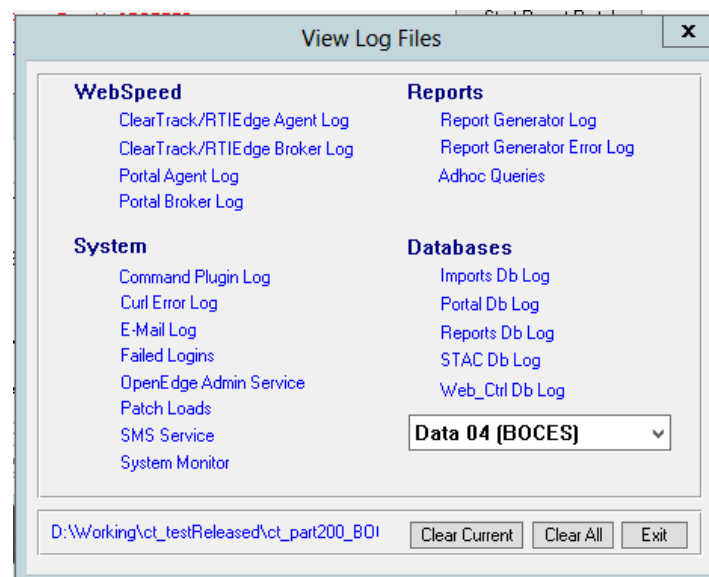 View Log Files
x
WebSpeed
ClearTrack/RTIEdge Agent Log
ClearTrack/RTIEdge Broker Log
Portal Agent Log
Portal Broker Log
Reports
Report Generator Log
Report Generator Error Log
Adhoc Queries
System
Command Plugin Log
Curl Error Log
E-Mail Log
Failed Logins
OpenEdge Admin Service
Patch Loads
SMS Service
System Monitor
Databases
Imports Db Log
Portal Db Log
Reports Db Log
STAC Db Log
Web_Ctrl Db Log
Data 04 (BOCES)
D:\Working\ct_testReleased\ct_part200_BO
Clear Current
Clear All
Exit